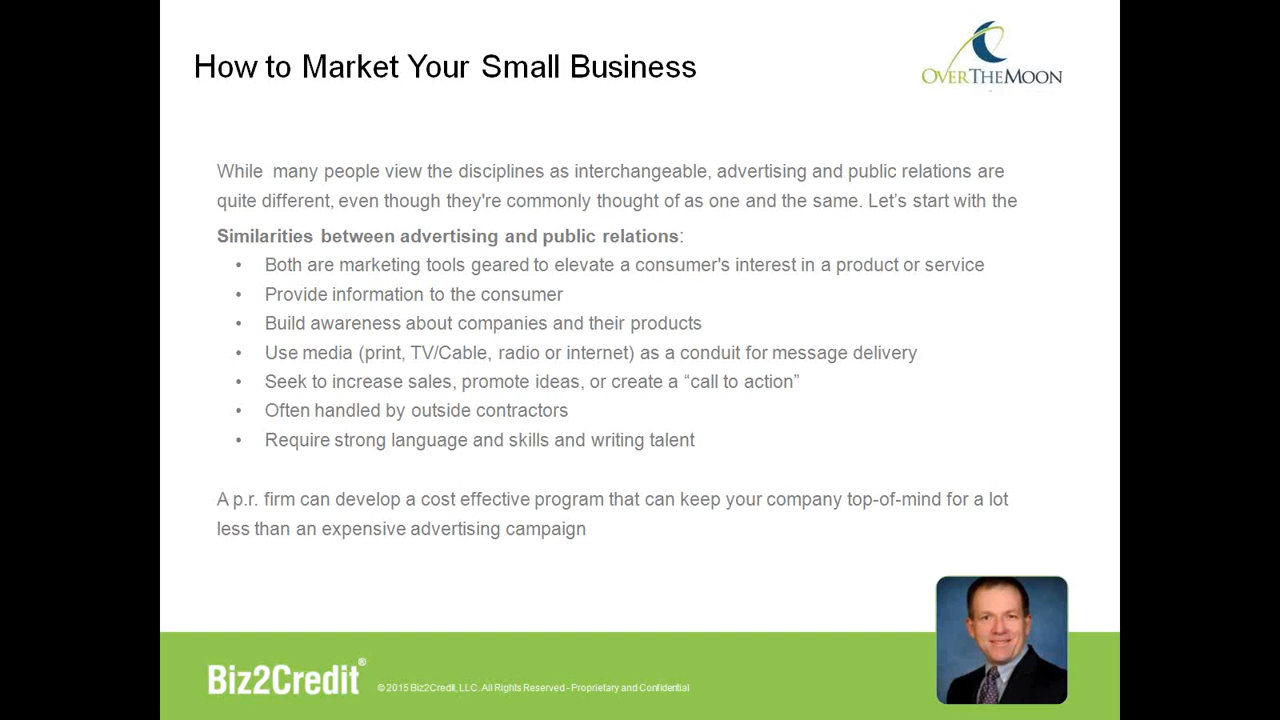 How to Market Your Small Business
OVERTHEMOON
While many people view the disciplines as interchangeable, advertising and public relations are
quite different, even though they're commonly thought of as one and the same. Let's start with the
Similarities between advertising and public relations:
• Both are marketing tools geared to elevate a consumer's interest in a product or service
• Provide information to the consumer
• Build awareness about companies and their products
• Use media (print, TV/Cable, radio or internet) as a conduit for message delivery
• Seek to increase sales, promote ideas, or create a “call to action”
• Often handled by outside contractors
• Require strong language and skills and writing talent
A p.r. firm can develop a cost effective program that can keep your company top-of-mind for a lot
less than an expensive advertising campaign
Biz2Credit® © 2015 Biz2Credit, LLC. All Rights Reserved - Proprietary and Confidential